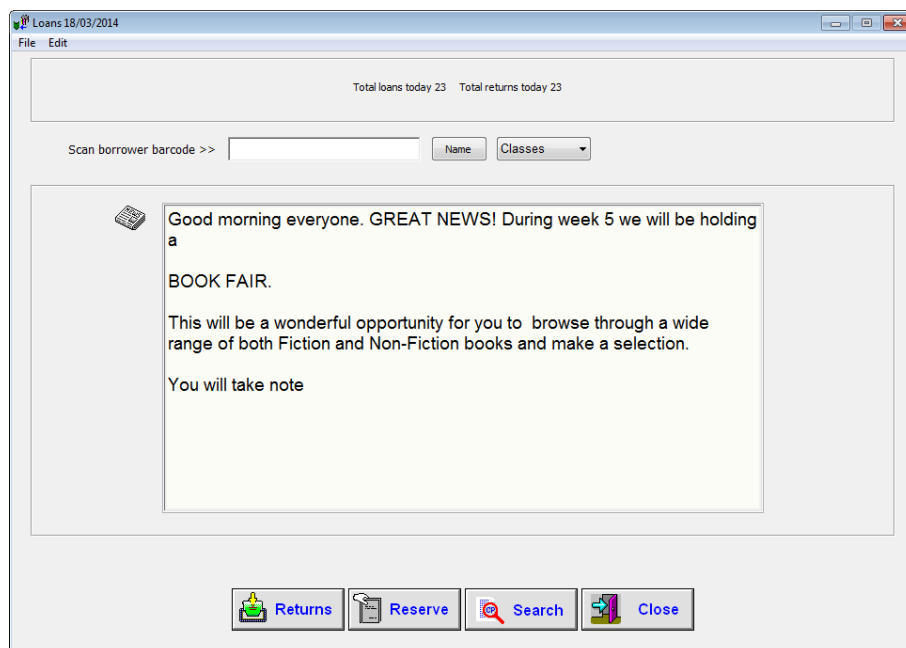 Loans 18/03/2014
File Edit
Total loans today 23 Total returns today 23
Scan borrower barcode >> Name Classes
Good morning everyone. GREAT NEWS! During week 5 we will be holding
a
BOOK FAIR.
This will be a wonderful opportunity for you to  browse through a wide
range of both Fiction and Non-Fiction books and make a selection.
You will take note
Returns Reserve CP Search Close